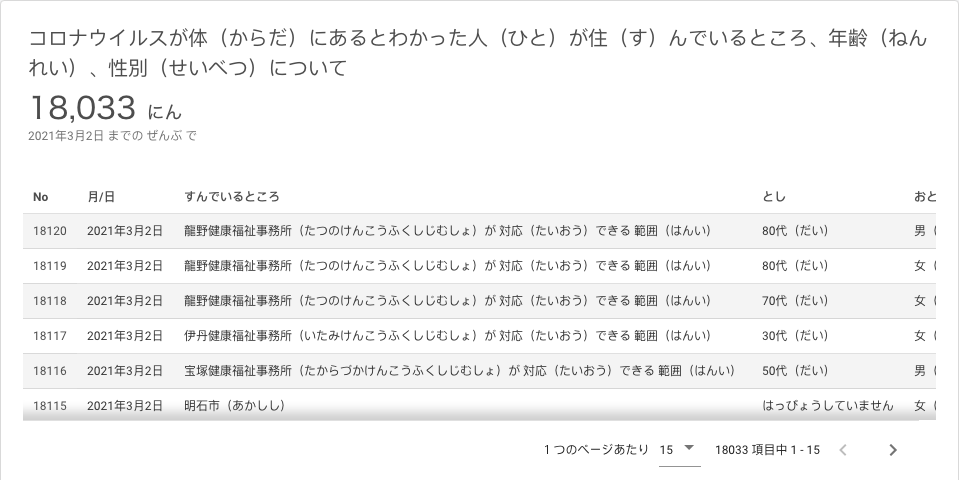 コロナウイルスが体（からだ）にあるとわかった人（ひと）が住（す）んでいるところ、年齢（ねん
れい）、性別（せいべつ）について
18,033 にん
2021年3月2日 までの ぜんぶ で
No 月/日 すんでいるところ とし おと
18120 2021年3月2日 龍野健康福祉事務所（たつのけんこうふくしじむしょ）が 対応（たいおう）できる 範囲（はんい） 80代（だい） 男（
18119 2021年3月2日 龍野健康福祉事務所（たつのけんこうふくしじむしょ）が 対応（たいおう）できる 範囲（はんい） 80代（だい） 女（
18118 2021年3月2日 龍野健康福祉事務所（たつのけんこうふくしじむしょ）が 対応（たいおう）できる 範囲（はんい） 70代（だい） 女（
18117 2021年3月2日 伊丹健康福祉事務所（いたみけんこうふくしじむしょ）が 対応（たいおう）できる 範囲（はんい） 30代（だい） 女（
18116 2021年3月2日 宝塚健康福祉事務所（たからづかけんこうふくしじむしょ）が 対応（たいおう）できる 範囲（はんい） 50代（だい） 男（
18115 2021年3月2日 明石市（あかしし） はっぴょうしていません 女（
1 つのページあたり 15 18033 項目中 1 - 15